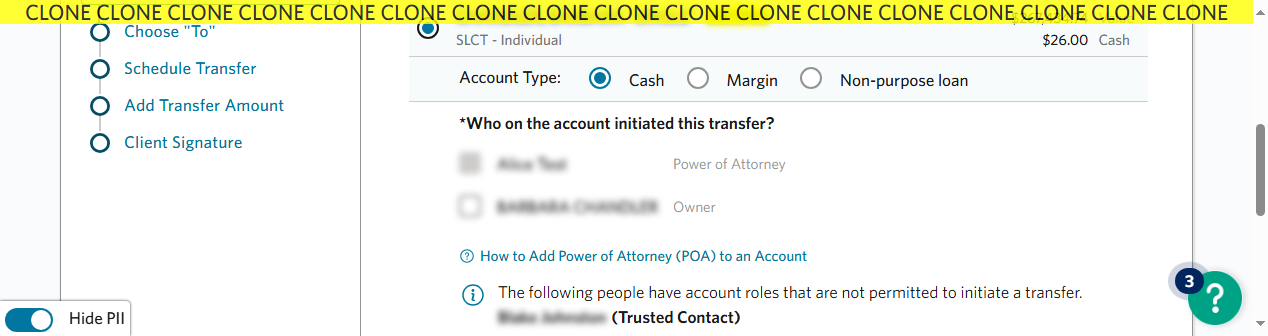 CLONE CLONE CLONE CLONE CLONE CLONE CLONE CLONE CLONE CLONE CLONE CLONE CLONE CLONE CLONE CLONE CLONE
Choose "To"
SLCT - Individual
$26.00 Cash
Schedule Transfer
Account Type: Cash Margin Non-purpose loan
Add Transfer Amount
*Who on the account initiated this transfer?
Client Signature
Power of Attorney
Owner
How to Add Power of Attorney (POA) to an Account
The following people have account roles that are not permitted to initiate a transfer.
(Trusted Contact)
3
?
Hide PII